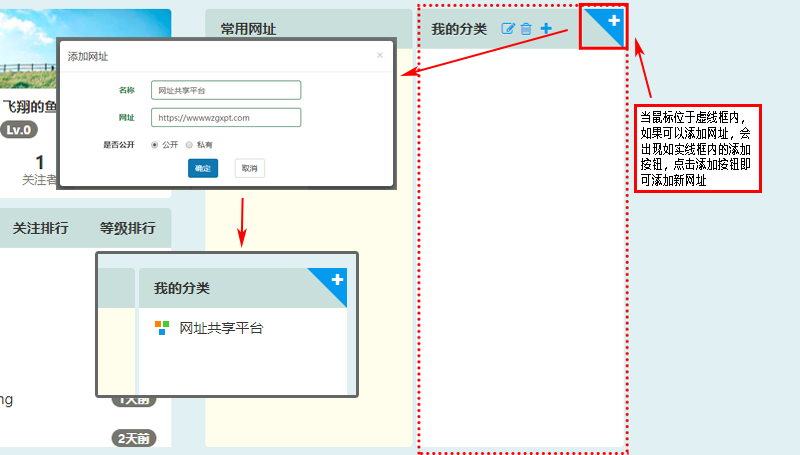 常用网址
我的分类
添加网址
×
名称
网址共享平台
网址
https://wwwwzgxpt.com
是否公开
公开
私有
确定
取消
飞翔的鱼
Lv.0
1
关注者
关注排行
等级排行
我的分类
网址共享平台
ng
1天前
2天前
当鼠标位于虚线框内，
如果可以添加网址，会
出现如实线框内的添加
按钮，点击添加按钮即
可添加新网址